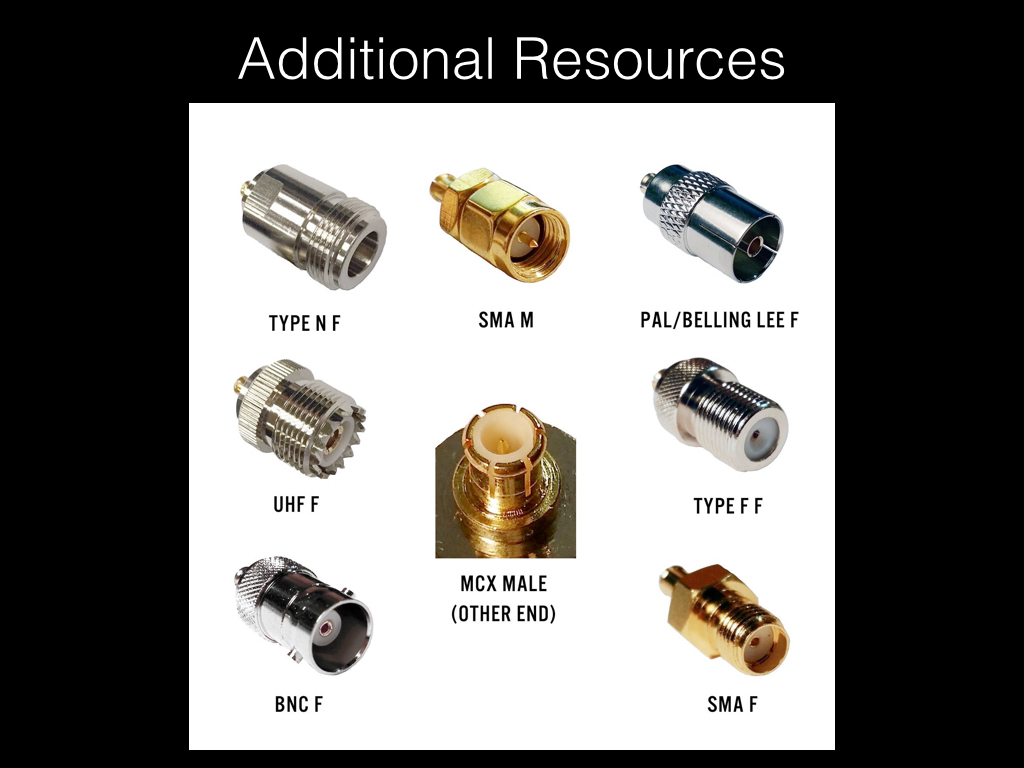 Additional Resources
TYPE N F
SMA M
PAL/BELLING LEE F
UHF F
TYPE F F
MCX MALE
(OTHER END)
BNC F
SMA F